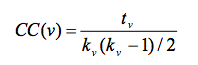 CC(v) = t_v / (k_v(k_v − 1) / 2)